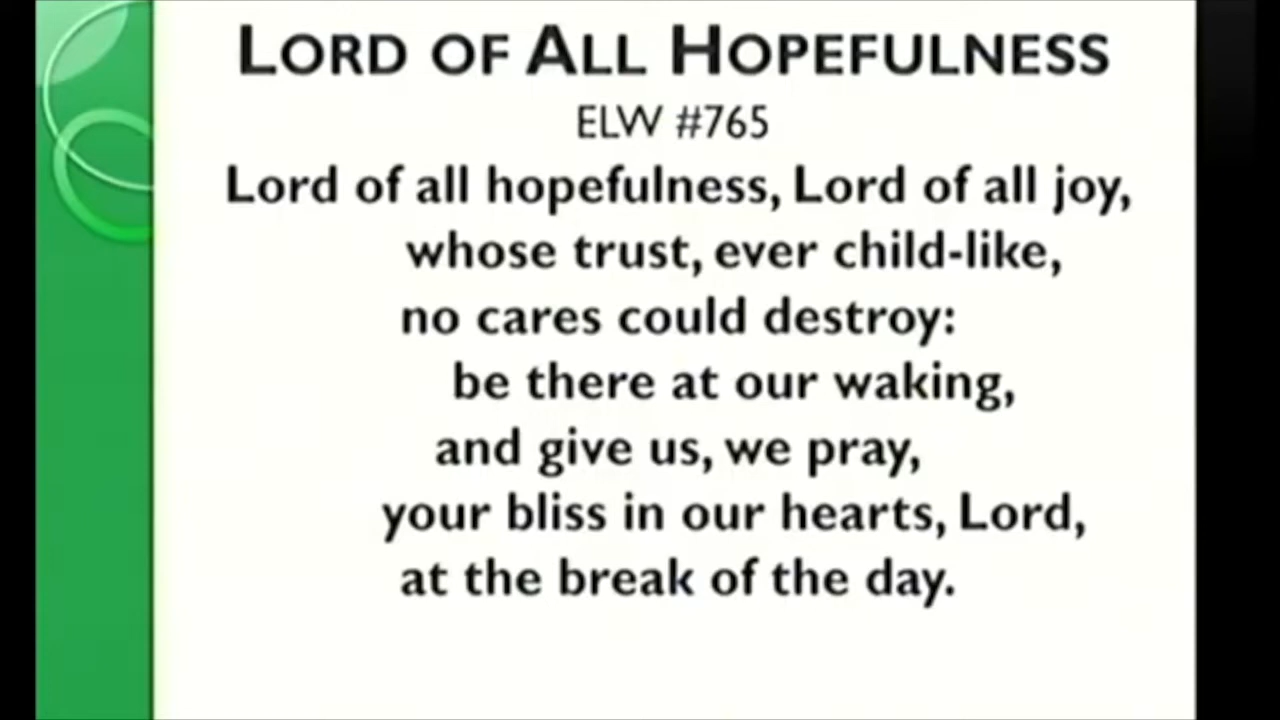 LORD OF ALL HOPEFULNESS
ELW #765
Lord of all hopefulness, Lord of all joy,
whose trust, ever child-like,
no cares could destroy:
be there at our waking,
and give us, we pray,
your bliss in our hearts, Lord,
at the break of the day.